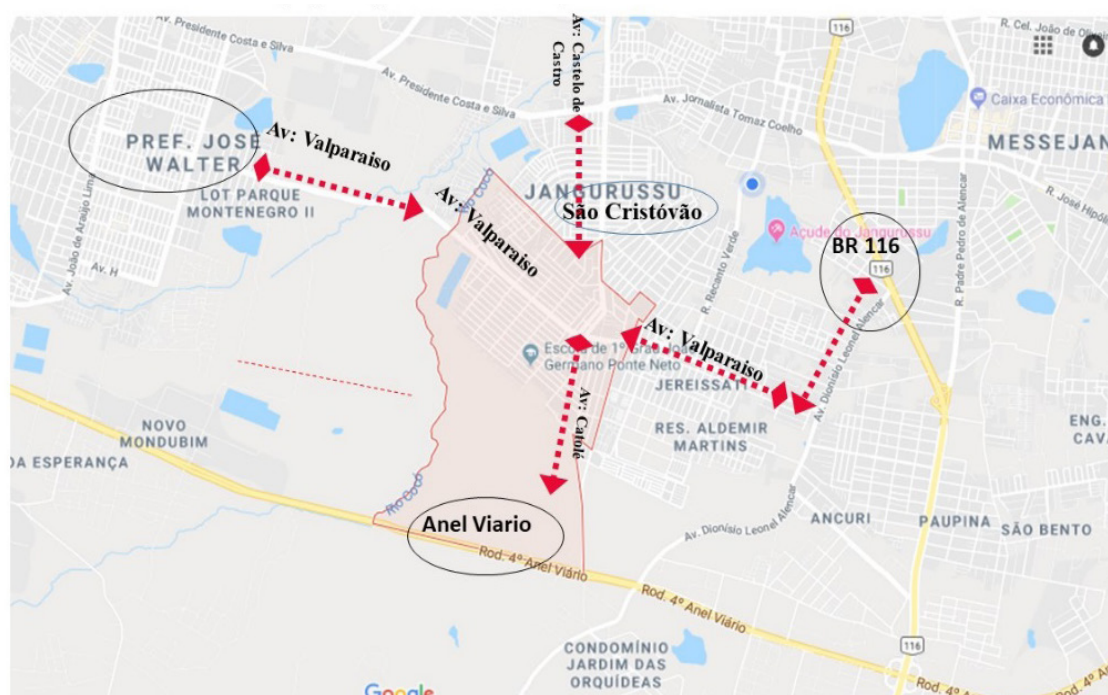 Presidente Costa e Silva
Av. Presidente Costa e Silva
Av: Castelo de
Castro
Av. Jornalista Tomaz Coelho
116
R. Cel. João de Oliveira
Caixa Econômica
MESSEJAN
PREF. JOSE
WALTER
Av: Valparaiso
LOT PARQUE
MONTENEGRO II
Av. João de Araújo Lima
Av. H
Rio Cocó
Av: Valparaiso
JANGURUSSU
São Cristóvão
R. Recanto Verde
Açude do Jangurussu
BR 116
116
R. Padre Pedro de Alencar
R. José Hipól
Escola de 1º Grau João
Germano Ponte Neto
Av: Valparaiso
Av. Dionísio Leonel Alencar
JEREISSATI
Av: Catolé
RES. ALDEMIR
MARTINS
NOVO
MONDUBIM
DA ESPERANÇA
Rio Cocó
Anel Viario
Rod. 4º Anel Viário
Av. Dionísio Leonel Alencar
ANCURI
PAUPINA
SÃO BENTO
ENG.
CAVA
Rod. 4º Anel Viário
116
CONDOMÍNIO
JARDIM DAS
ORQUÍDEAS
Google